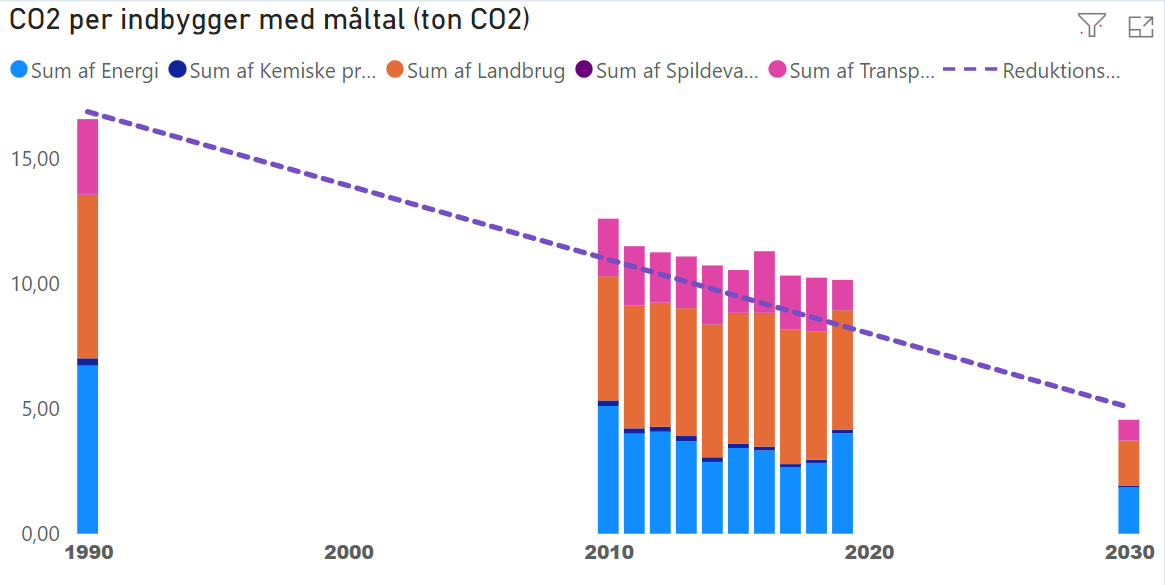 CO2 per indbygger med måltal (ton CO2)
Sum af Energi Sum af Kemiske pr... Sum af Landbrug Sum af Spildeva... Sum af Transp... Reduktions...
15,00
10,00
5,00
0,00
1990 2000 2010 2020 2030